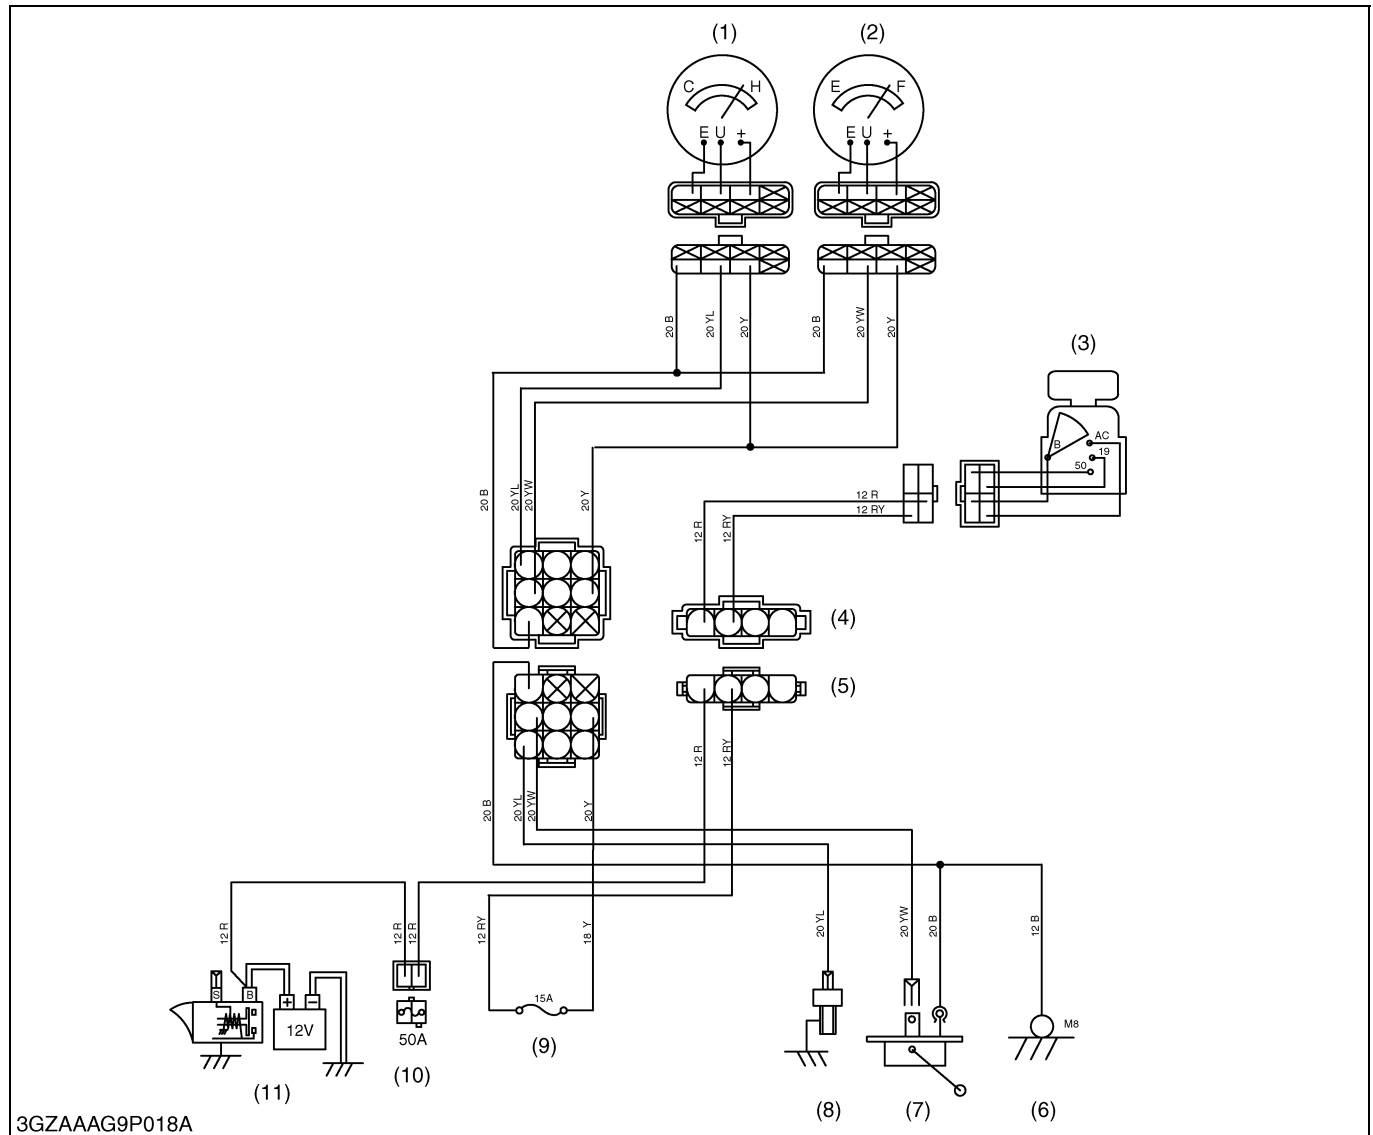 (1) (2)
C H E F
E U + E U +
20 B 20 YL 20 Y 20 B 20 YW 20 Y
(3)
B AC
19
50
20 B 20 YL 20 YW 20 Y
12 R
12 RY
12 R 12 RY
(4)
(5)
12 R 12 RY
20 B 20 YL 20 YW 20 Y
12 R 12 R 12 R 12 RY 18 Y 20 YL 20 YW 20 B 12 B
S B + −
15A
M8
12V
50A
(9)
(10)
(11)
(8) (7) (6)
3GZAAAG9P018A